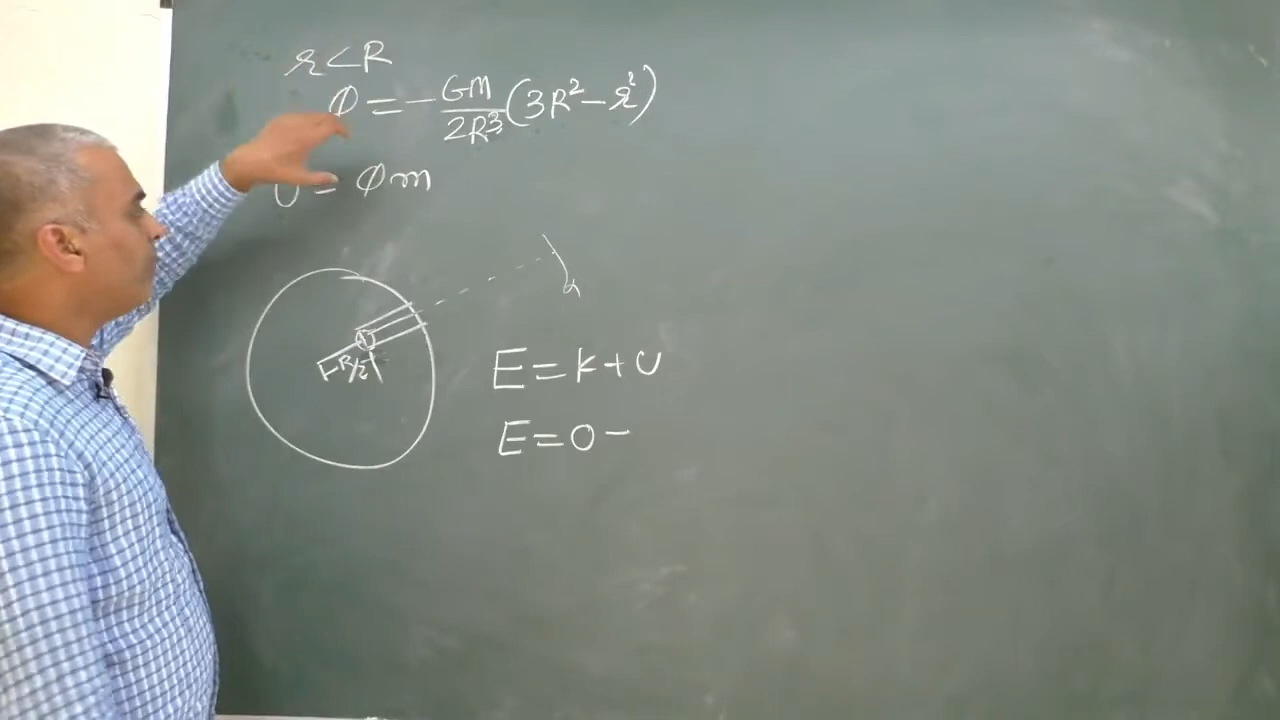 r<R
Φ = - GM/2R³ (3R² - r²)
U = Φm
R/2
E = K + U
E = 0 -